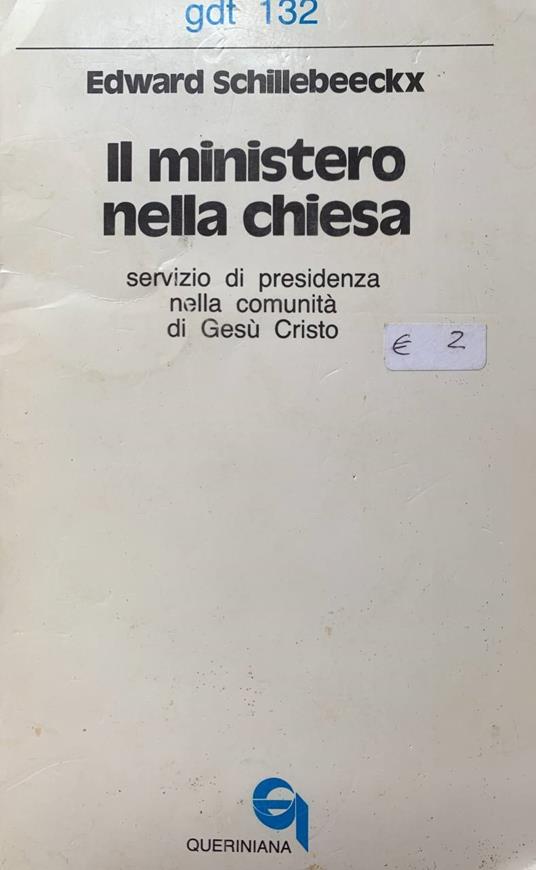 gdt 132
Edward Schillebeeckx
Il ministero
nella chiesa
servizio di presidenza
nella comunità
di Gesù Cristo
€ 2
QUERINIANA